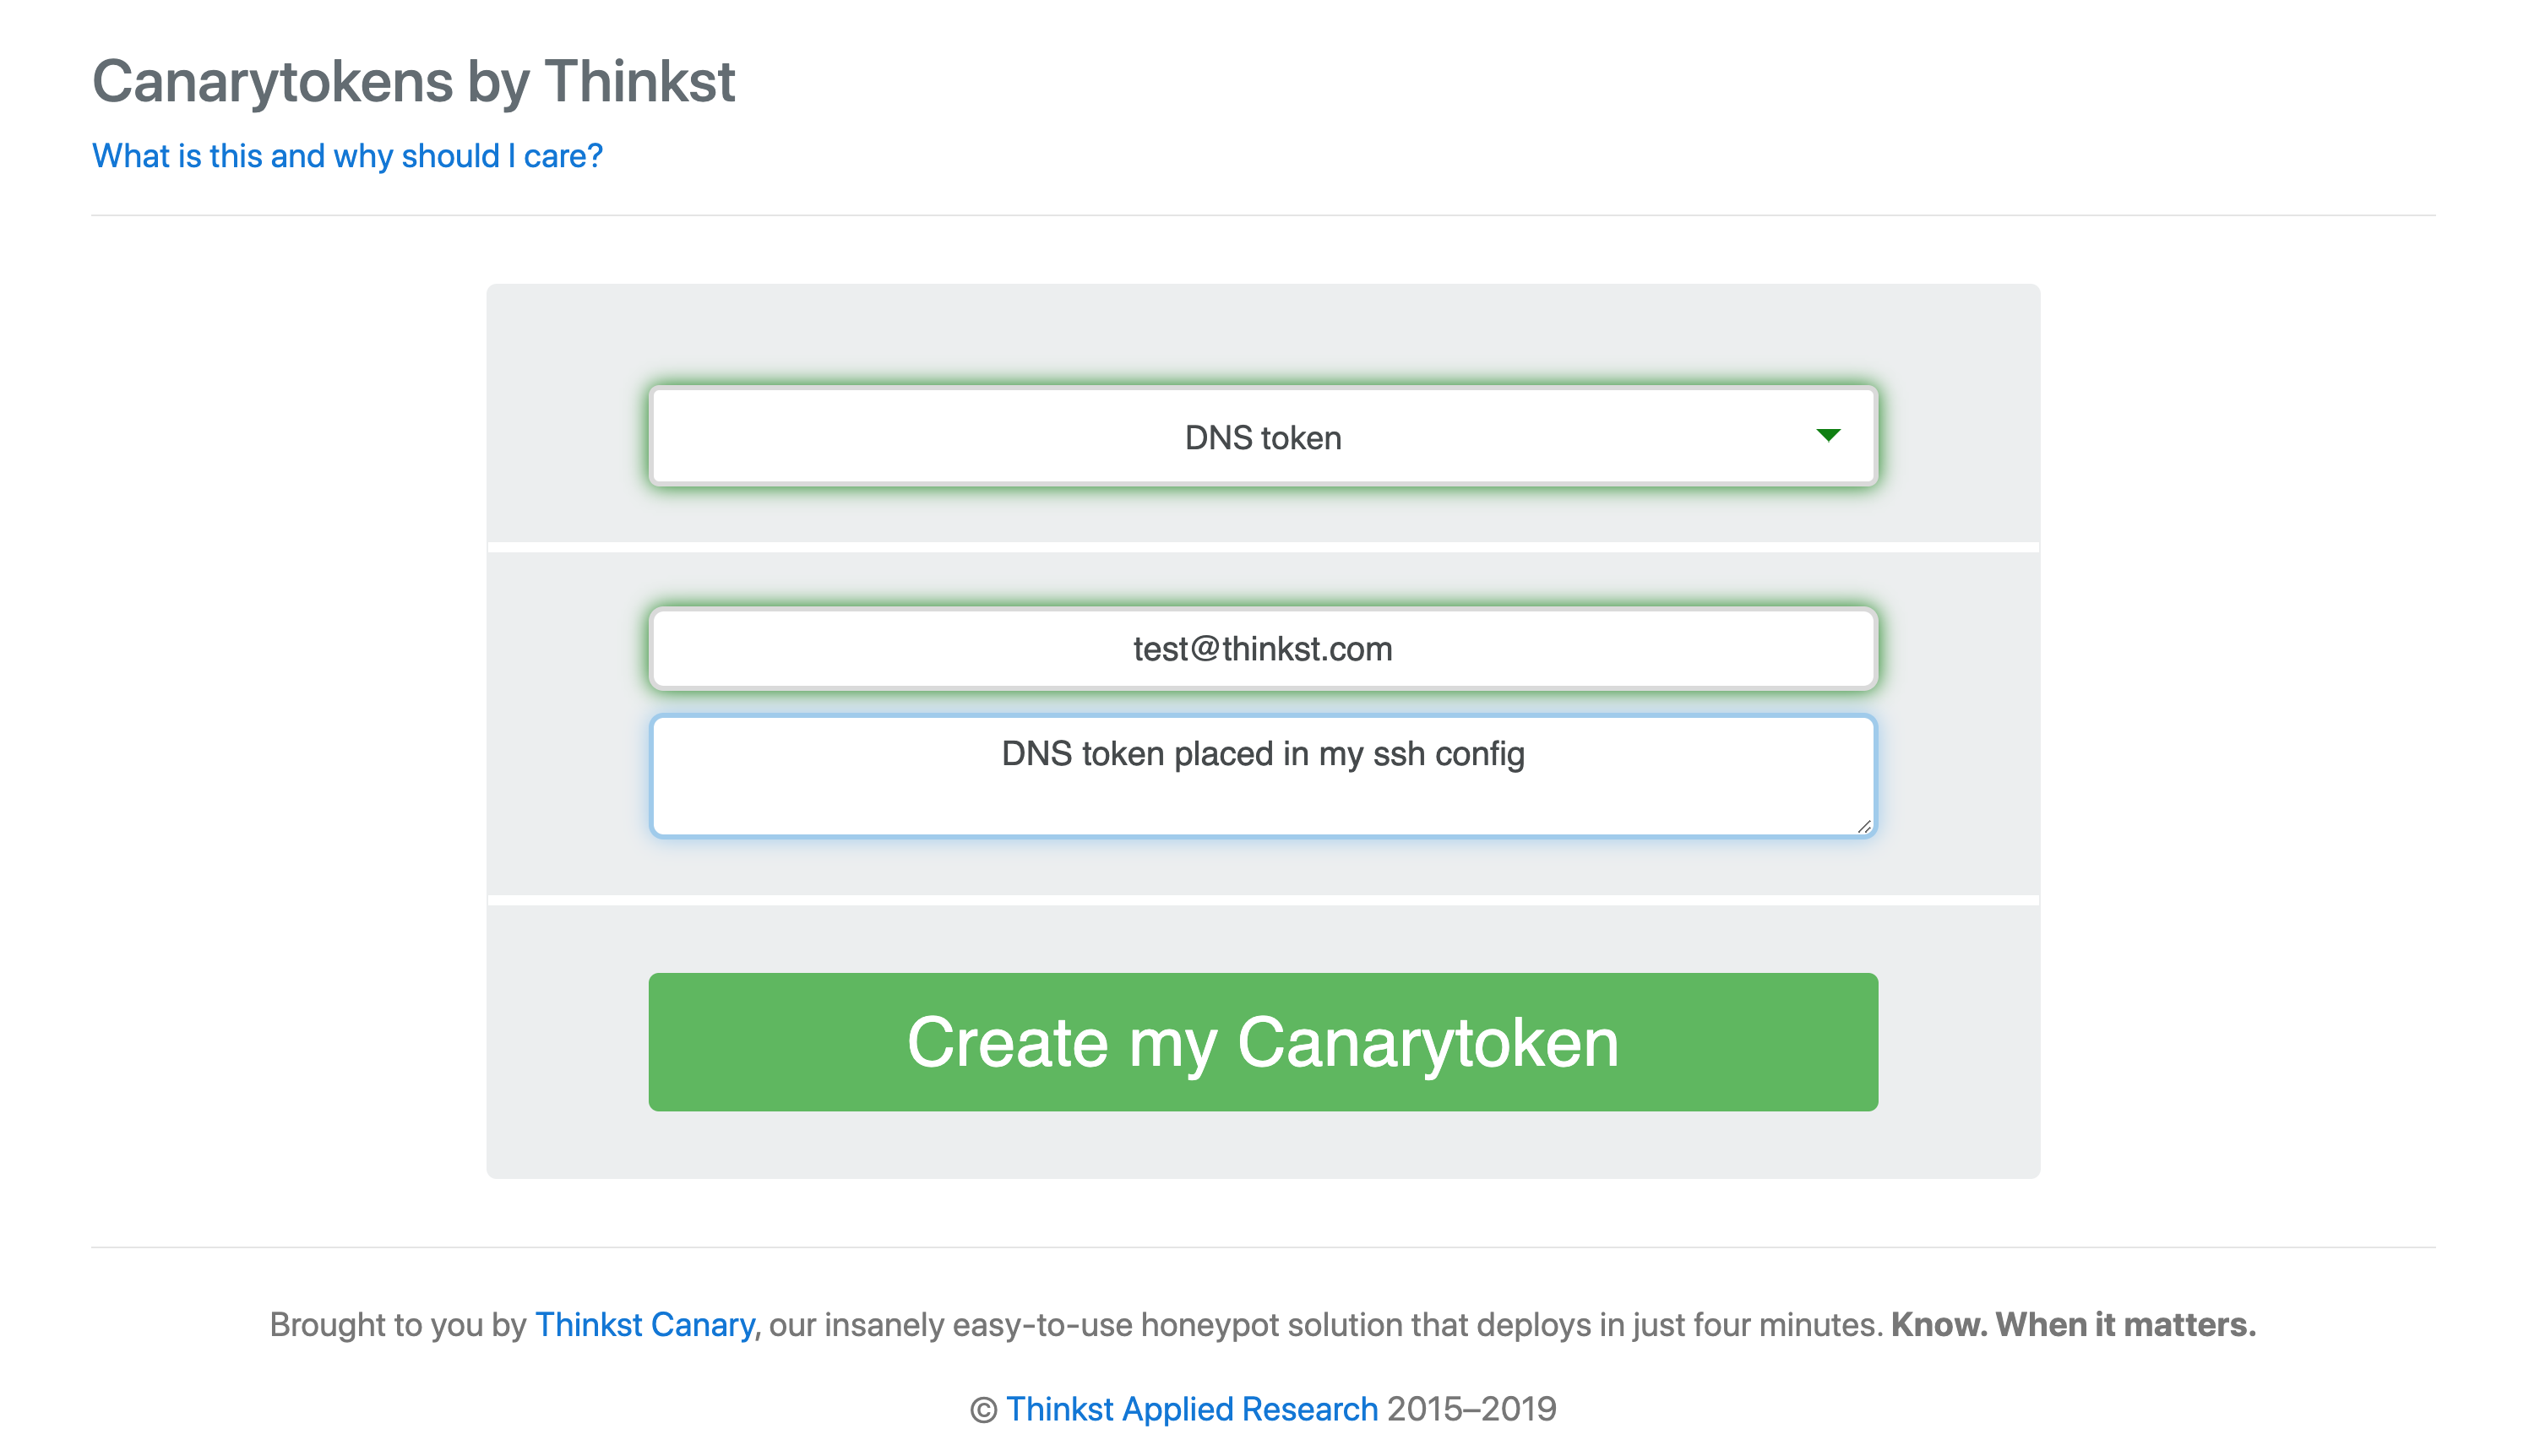 Canarytokens by Thinkst
What is this and why should I care?
DNS token
test@thinkst.com
DNS token placed in my ssh config
Create my Canarytoken
Brought to you by Thinkst Canary, our insanely easy-to-use honeypot solution that deploys in just four minutes. Know. When it matters.
© Thinkst Applied Research 2015–2019